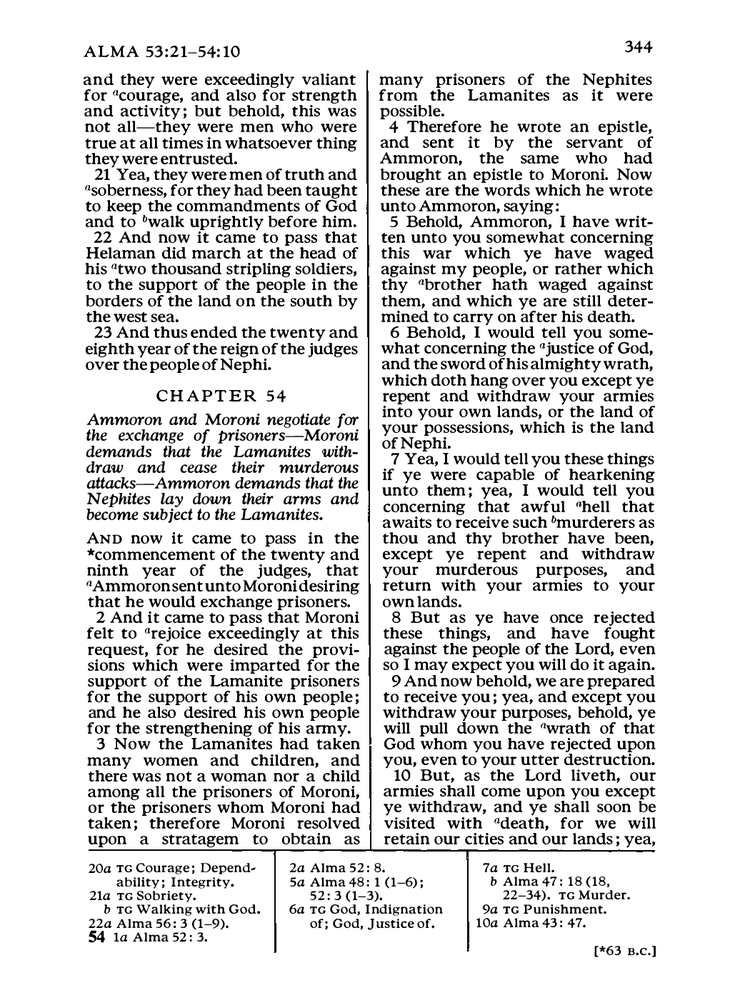 ALMA 53:21–54:10
344
and they were exceedingly valiant
for acourage, and also for strength
and activity; but behold, this was
not all—they were men who were
true at all times in whatsoever thing
they were entrusted.
21 Yea, they were men of truth and
asoberness, for they had been taught
to keep the commandments of God
and to bwalk uprightly before him.
22 And now it came to pass that
Helaman did march at the head of
his atwo thousand stripling soldiers,
to the support of the people in the
borders of the land on the south by
the west sea.
23 And thus ended the twenty and
eighth year of the reign of the judges
over the people of Nephi.
CHAPTER 54
Ammoron and Moroni negotiate for
the exchange of prisoners—Moroni
demands that the Lamanites with-
draw and cease their murderous
attacks—Ammoron demands that the
Nephites lay down their arms and
become subject to the Lamanites.
AND now it came to pass in the
*commencement of the twenty and
ninth year of the judges, that
aAmmoron sent unto Moroni desiring
that he would exchange prisoners.
2 And it came to pass that Moroni
felt to arejoice exceedingly at this
request, for he desired the provi-
sions which were imparted for the
support of the Lamanite prisoners
for the support of his own people;
and he also desired his own people
for the strengthening of his army.
3 Now the Lamanites had taken
many women and children, and
there was not a woman nor a child
among all the prisoners of Moroni,
or the prisoners whom Moroni had
taken; therefore Moroni resolved
upon a stratagem to obtain as
many prisoners of the Nephites
from the Lamanites as it were
possible.
4 Therefore he wrote an epistle,
and sent it by the servant of
Ammoron, the same who had
brought an epistle to Moroni. Now
these are the words which he wrote
unto Ammoron, saying:
5 Behold, Ammoron, I have writ-
ten unto you somewhat concerning
this war which ye have waged
against my people, or rather which
thy abrother hath waged against
them, and which ye are still deter-
mined to carry on after his death.
6 Behold, I would tell you some-
what concerning the ajustice of God,
and the sword of his almighty wrath,
which doth hang over you except ye
repent and withdraw your armies
into your own lands, or the land of
your possessions, which is the land
of Nephi.
7 Yea, I would tell you these things
if ye were capable of hearkening
unto them; yea, I would tell you
concerning that awful ahell that
awaits to receive such bmurderers as
thou and thy brother have been,
except ye repent and withdraw
your murderous purposes, and
return with your armies to your
own lands.
8 But as ye have once rejected
these things, and have fought
against the people of the Lord, even
so I may expect you will do it again.
9 And now behold, we are prepared
to receive you; yea, and except you
withdraw your purposes, behold, ye
will pull down the awrath of that
God whom you have rejected upon
you, even to your utter destruction.
10 But, as the Lord liveth, our
armies shall come upon you except
ye withdraw, and ye shall soon be
visited with adeath, for we will
retain our cities and our lands; yea,
20a TG Courage; Depend-
ability; Integrity.
21a TG Sobriety.
b TG Walking with God.
22a Alma 56:3 (1–9).
54 1a Alma 52:3.
2a Alma 52:8.
5a Alma 48:1 (1–6);
52:3 (1–3).
6a TG God, Indignation
of; God, Justice of.
7a TG Hell.
b Alma 47:18 (18,
22–34). TG Murder.
9a TG Punishment.
10a Alma 43:47.
[*63 B.C.]